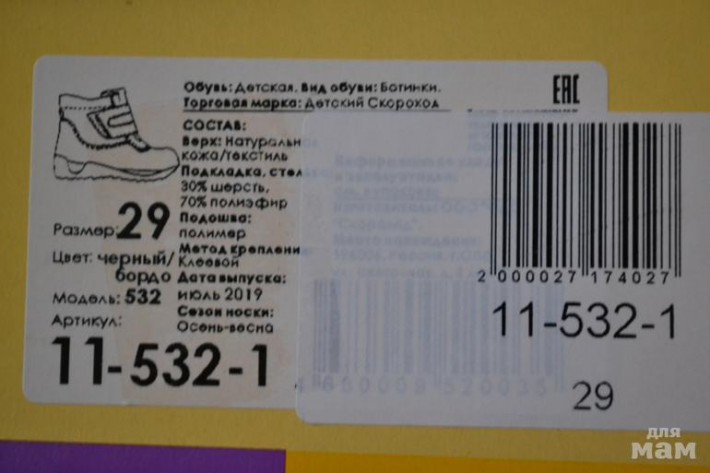 Обувь: Детская. Вид обуви: Ботинки.
Торговая марка: Детский Скороход
EAC
СОСТАВ:
Верх: Натуральн
кожа/текстиль
Подкладка, стел
30% шерсть,
70% полиэфир
Подошва:
полимер
Метод креплени
Клеевой
Дата выпуска:
июль 2019
Сезон носки:
Осень-весна
Размер: 29
Цвет: черный/
бордо
Модель: 532
Артикул:
11-532-1
2 000027 174027
11-532-1
29
для
мам